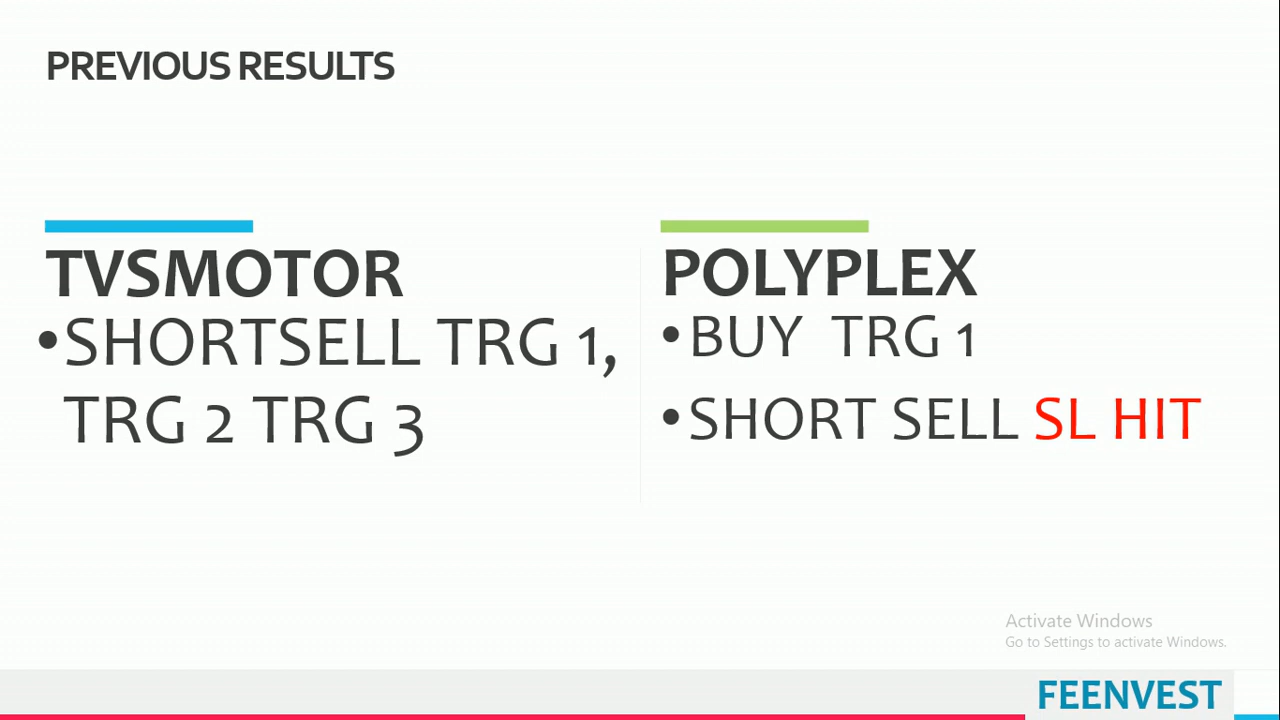 PREVIOUS RESULTS
TVSMOTOR
•SHORTSELL TRG 1,
TRG 2 TRG 3
POLYPLEX
•BUY TRG 1
•SHORT SELL SL HIT
Activate Windows
Go to Settings to activate Windows.
FEENVEST